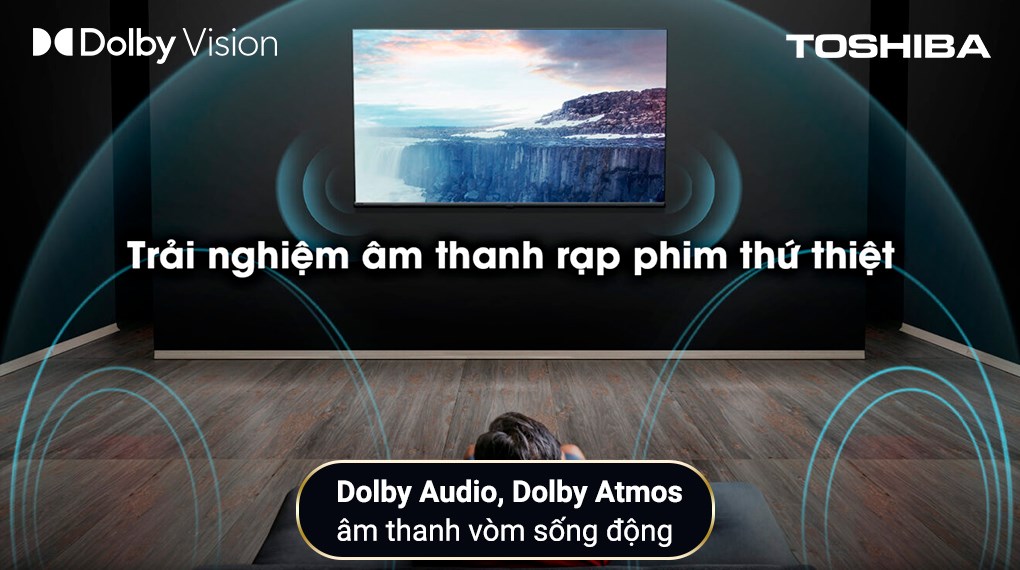 Dolby Vision
TOSHIBA
Trải nghiệm âm thanh rạp phim thứ thiệt
Dolby Audio, Dolby Atmos
âm thanh vòm sống động